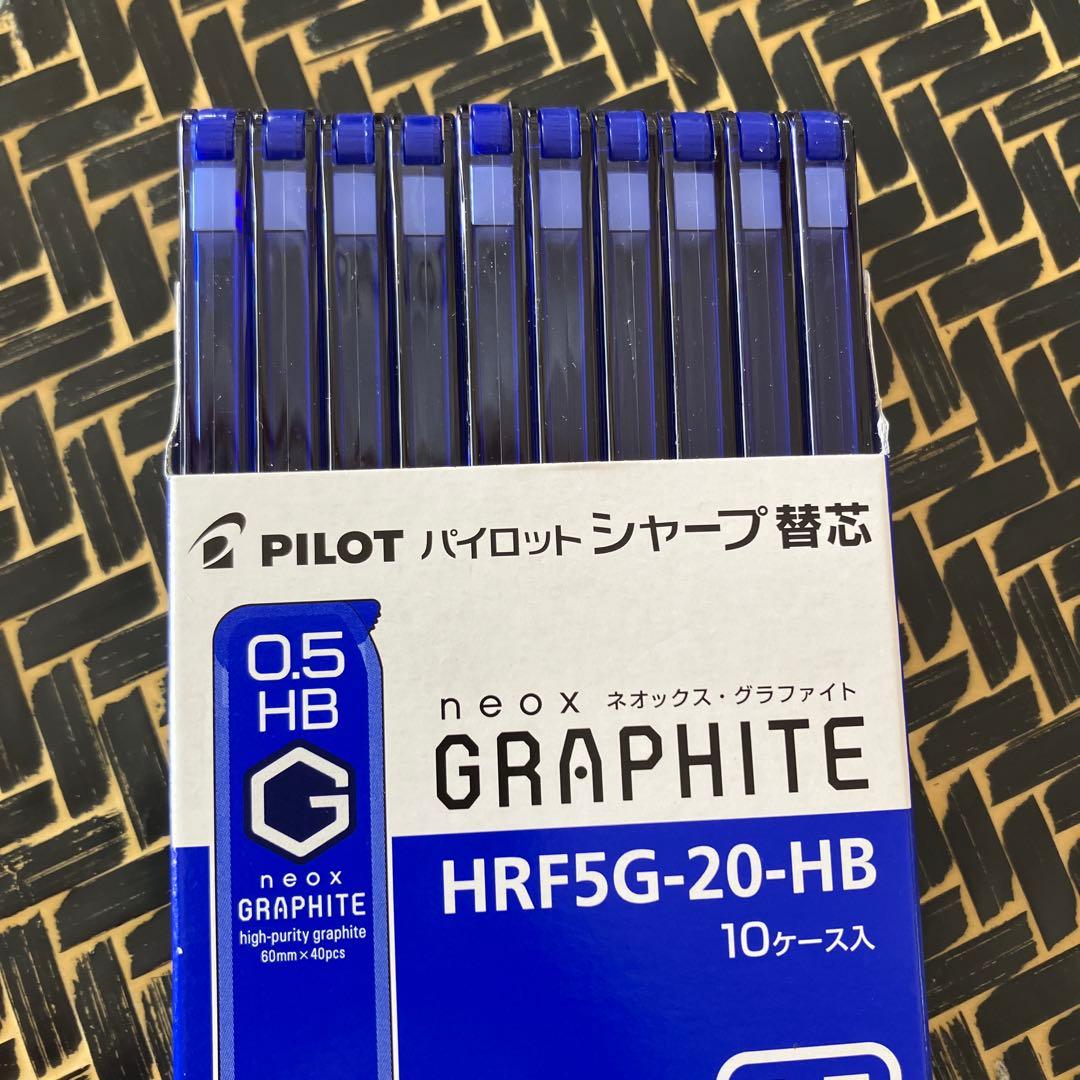 PILOT パイロット シャープ替芯
0.5
HB
G
neox
GRAPHITE
high-purity graphite
60mm×40pcs
neox ネオックス・グラファイト
GRAPHITE
HRF5G-20-HB
10ケース入